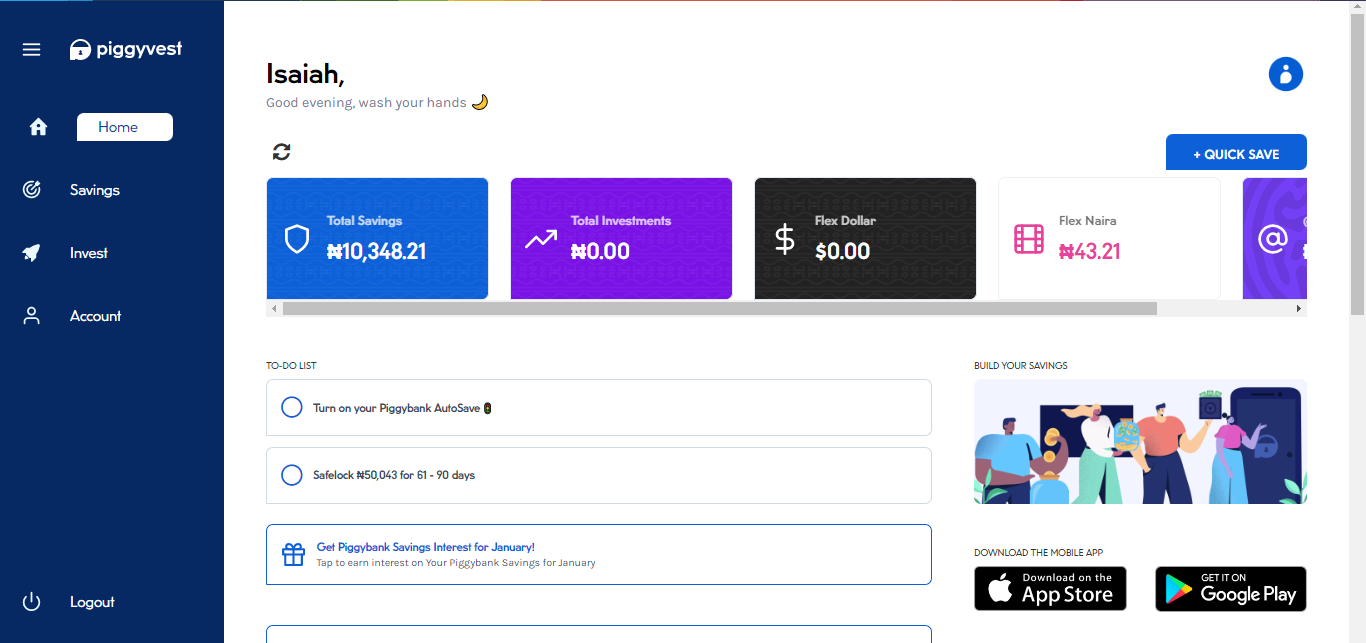 piggyvest
Home
Savings
Invest
Account
Logout
Isaiah,
Good evening, wash your hands 🌙
+ QUICK SAVE
Total Savings
₦10,348.21
Total Investments
₦0.00
Flex Dollar
$0.00
Flex Naira
₦43.21
@
TO-DO LIST
Turn on your Piggybank AutoSave 🚦
Safelock ₦50,043 for 61 - 90 days
Get Piggybank Savings Interest for January!
Tap to earn interest on Your Piggybank Savings for January
BUILD YOUR SAVINGS
DOWNLOAD THE MOBILE APP
Download on the
App Store
GET IT ON
Google Play